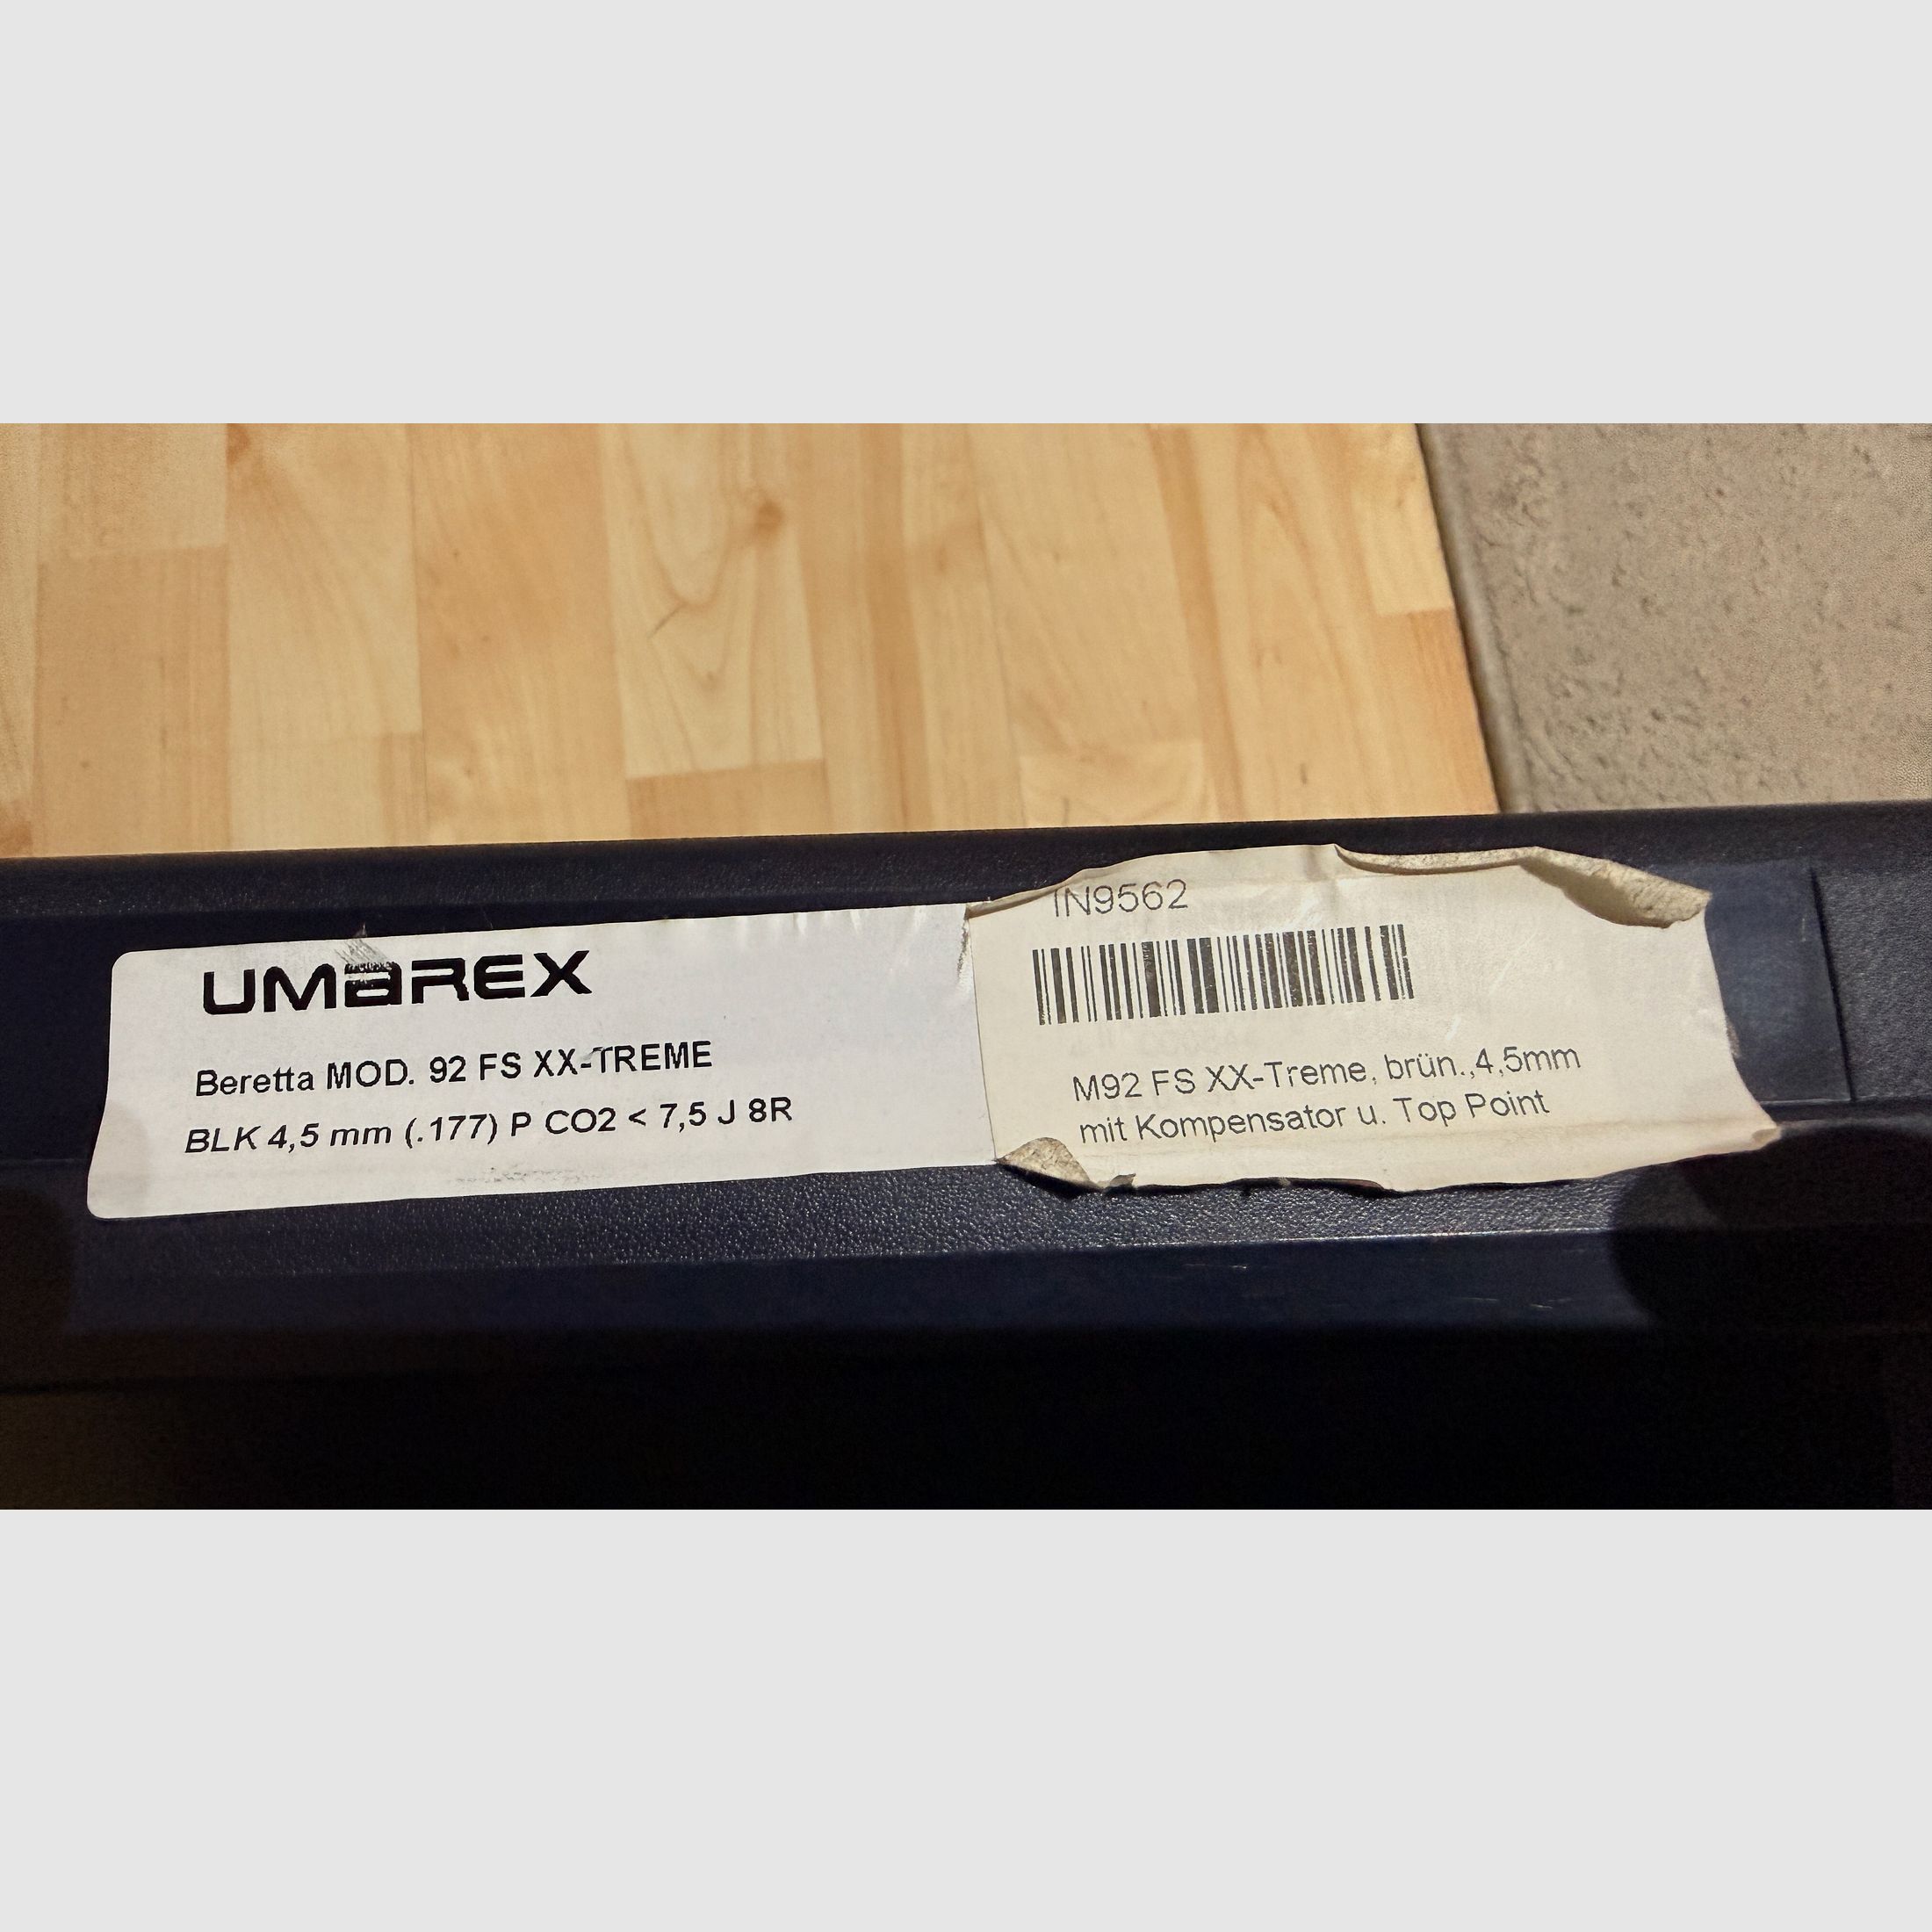 UMAREX
Beretta MOD. 92 FS XX-TREME
BLK 4,5 mm (.177) P CO2 < 7,5 J 8R
IN9562
M92 FS XX-Treme, brün.,4,5mm
mit Kompensator u. Top Point